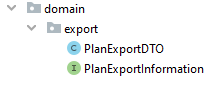 domain
export
C PlanExportDTO
I PlanExportInformation